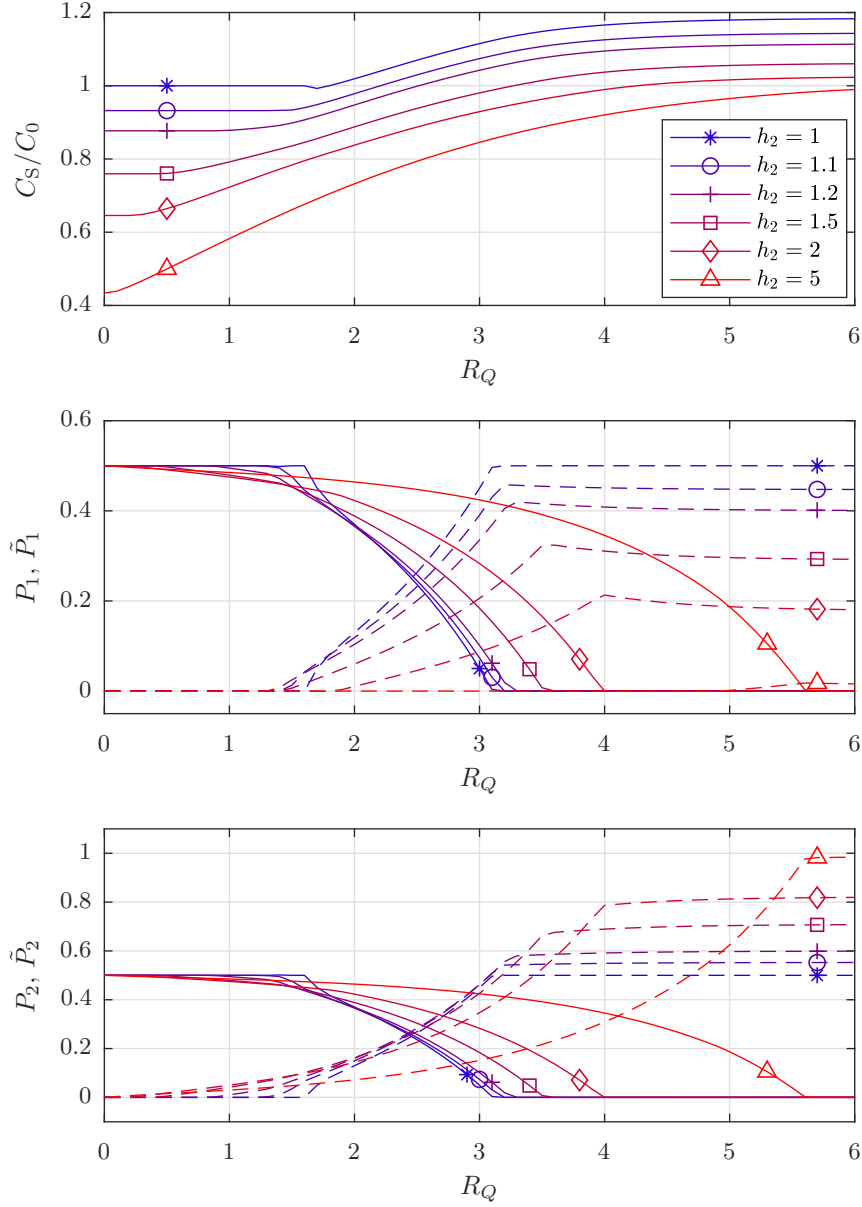 1.2
1
0.8
0.6
0.4
C_S/C_0
h_2 = 1
h_2 = 1.1
h_2 = 1.2
h_2 = 1.5
h_2 = 2
h_2 = 5
0 1 2 3 4 5 6
R_Q
0.6
0.4
0.2
0
P_1, P̃_1
0 1 2 3 4 5 6
R_Q
1
0.8
0.6
0.4
0.2
0
P_2, P̃_2
0 1 2 3 4 5 6
R_Q